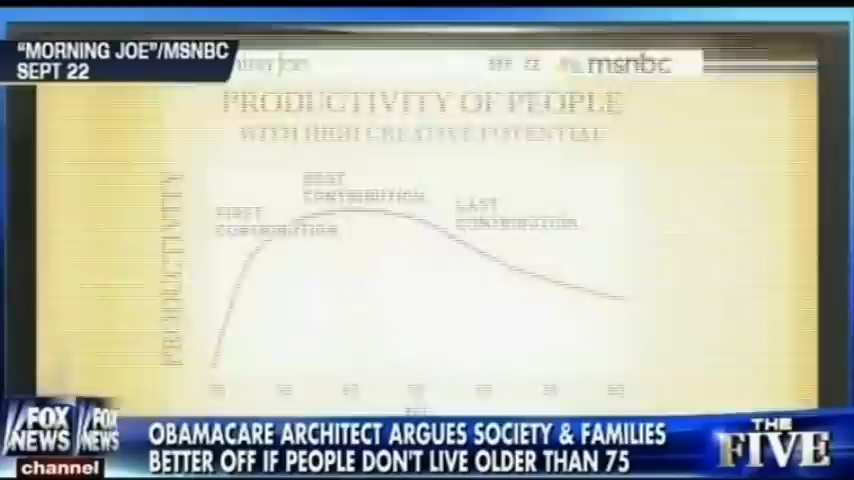 "MORNING JOE"/MSNBC
SEPT 22
msnbc
PRODUCTIVITY OF PEOPLE
WITH HIGH CREATIVE POTENTIAL
PRODUCTIVITY
FIRST
CONTRIBUTION
BEST
CONTRIBUTION
LAST
CONTRIBUTION
FOX
NEWS
channel
FOX
NEWS
OBAMACARE ARCHITECT ARGUES SOCIETY & FAMILIES
BETTER OFF IF PEOPLE DON'T LIVE OLDER THAN 75
THE
FIVE